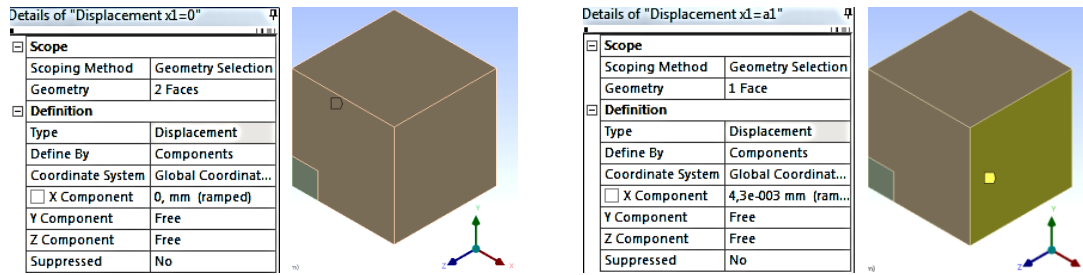 Details of "Displacement x1=0"
Scope
Scoping Method Geometry Selection
Geometry 2 Faces
Definition
Type Displacement
Define By Components
Coordinate System Global Coordinat...
X Component 0, mm (ramped)
Y Component Free
Z Component Free
Suppressed No
Y
Z
X
Details of "Displacement x1=a1"
Scope
Scoping Method Geometry Selection
Geometry 1 Face
Definition
Type Displacement
Define By Components
Coordinate System Global Coordinat...
X Component 4,3e-003 mm (ram...
Y Component Free
Z Component Free
Suppressed No
Y
Z
X